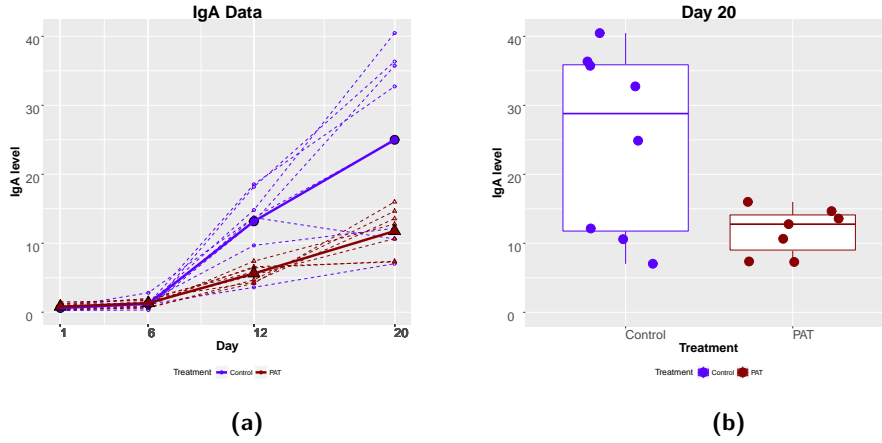 IgA Data
IgA level
40
30
20
10
0
1
6
12
20
Day
Treatment Control PAT
(a)
Day 20
IgA level
40
30
20
10
0
Control
PAT
Treatment
Treatment Control PAT
(b)